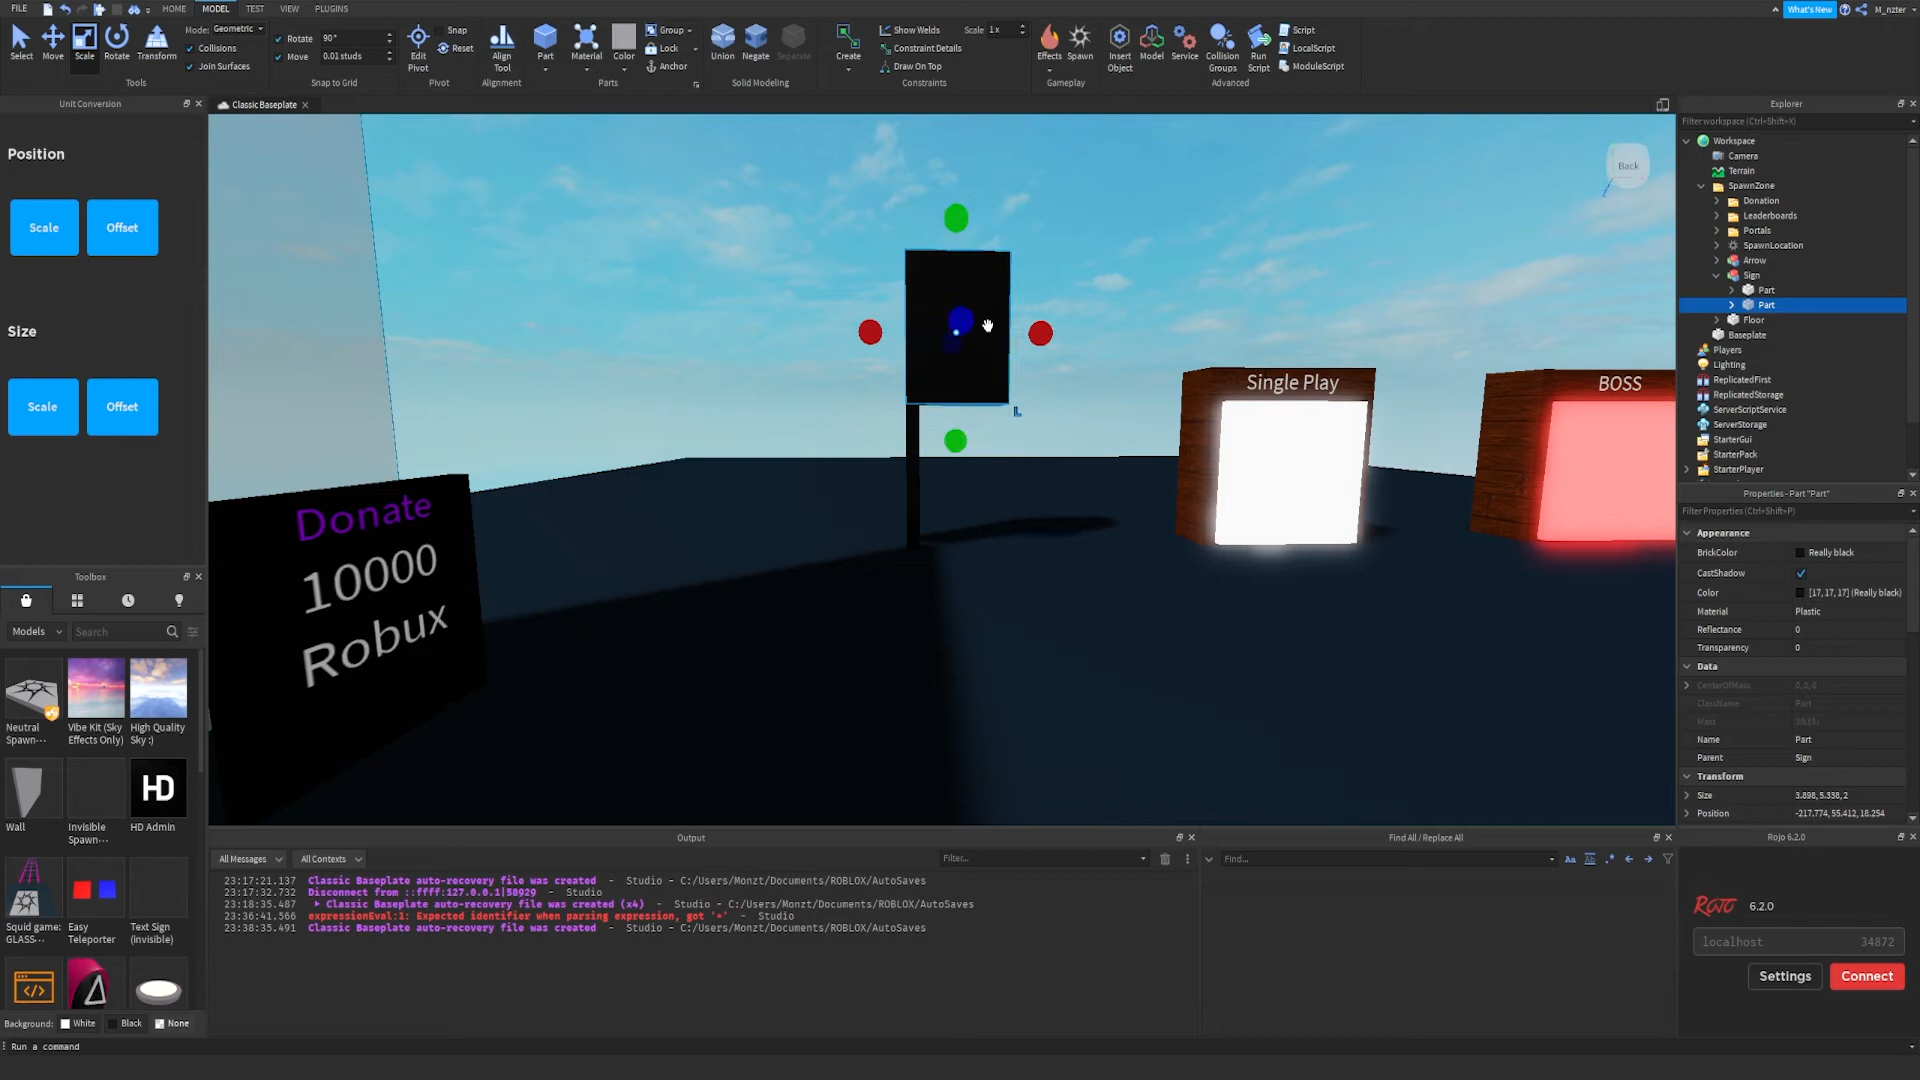 FILE
HOME
MODEL
TEST
VIEW
PLUGINS
What's New
M_nzter
Select
Move
Scale
Rotate
Transform
Mode: Geometric
Collisions
Join Surfaces
Tools
Rotate 90°
Move 0.01 studs
Snap to Grid
Edit Pivot
Snap
Reset
Pivot
Align Tool
Alignment
Part
Material
Color
Group
Lock
Anchor
Parts
Union
Negate
Separate
Solid Modeling
Create
Show Welds
Scale 1x
Constraint Details
Draw On Top
Constraints
Effects
Spawn
Gameplay
Insert Object
Model
Service
Collision Groups
Run Script
Script
LocalScript
ModuleScript
Advanced
Unit Conversion
Position
Scale
Offset
Size
Scale
Offset
Toolbox
Models
Search
Neutral Spawn...
Vibe Kit (Sky Effects Only)
High Quality Sky :)
Wall
Invisible Spawn...
HD
HD Admin
Squid game: GLASS...
Easy Teleporter
Text Sign (invisible)
Background:
White
Black
None
Run a command
Classic Baseplate
Back
Donate
10000
Robux
Single Play
BOSS
L
Output
All Messages
All Contexts
Filter...
23:17:21.137 Classic Baseplate auto-recovery file was created - Studio - C:/Users/Monzt/Documents/ROBLOX/AutoSaves
23:17:32.732 Disconnect from ::ffff:127.0.0.1|58929 - Studio
23:18:35.487 Classic Baseplate auto-recovery file was created (x4) - Studio - C:/Users/Monzt/Documents/ROBLOX/AutoSaves
23:36:41.566 expressionEval:1: Expected identifier when parsing expression, got '*' - Studio
23:38:35.491 Classic Baseplate auto-recovery file was created - Studio - C:/Users/Monzt/Documents/ROBLOX/AutoSaves
Find All / Replace All
Find...
Aa
Ab
Explorer
Filter workspace (Ctrl+Shift+X)
Workspace
Camera
Terrain
SpawnZone
Donation
Leaderboards
Portals
SpawnLocation
Arrow
Sign
Part
Part
Floor
Baseplate
Players
Lighting
ReplicatedFirst
ReplicatedStorage
ServerScriptService
ServerStorage
StarterGui
StarterPack
StarterPlayer
Properties - Part "Part"
Filter Properties (Ctrl+Shift+P)
Appearance
BrickColor Really black
CastShadow
Color [17, 17, 17] (Really black)
Material Plastic
Reflectance 0
Transparency 0
Data
CenterOfMass 0, 0, 0
ClassName Part
Mass
Name Part
Parent Sign
Transform
Size 3.898, 5.338, 2
Position -217.774, 55.412, 18.254
Rojo 6.2.0
Rojo 6.2.0
localhost 34872
Settings
Connect